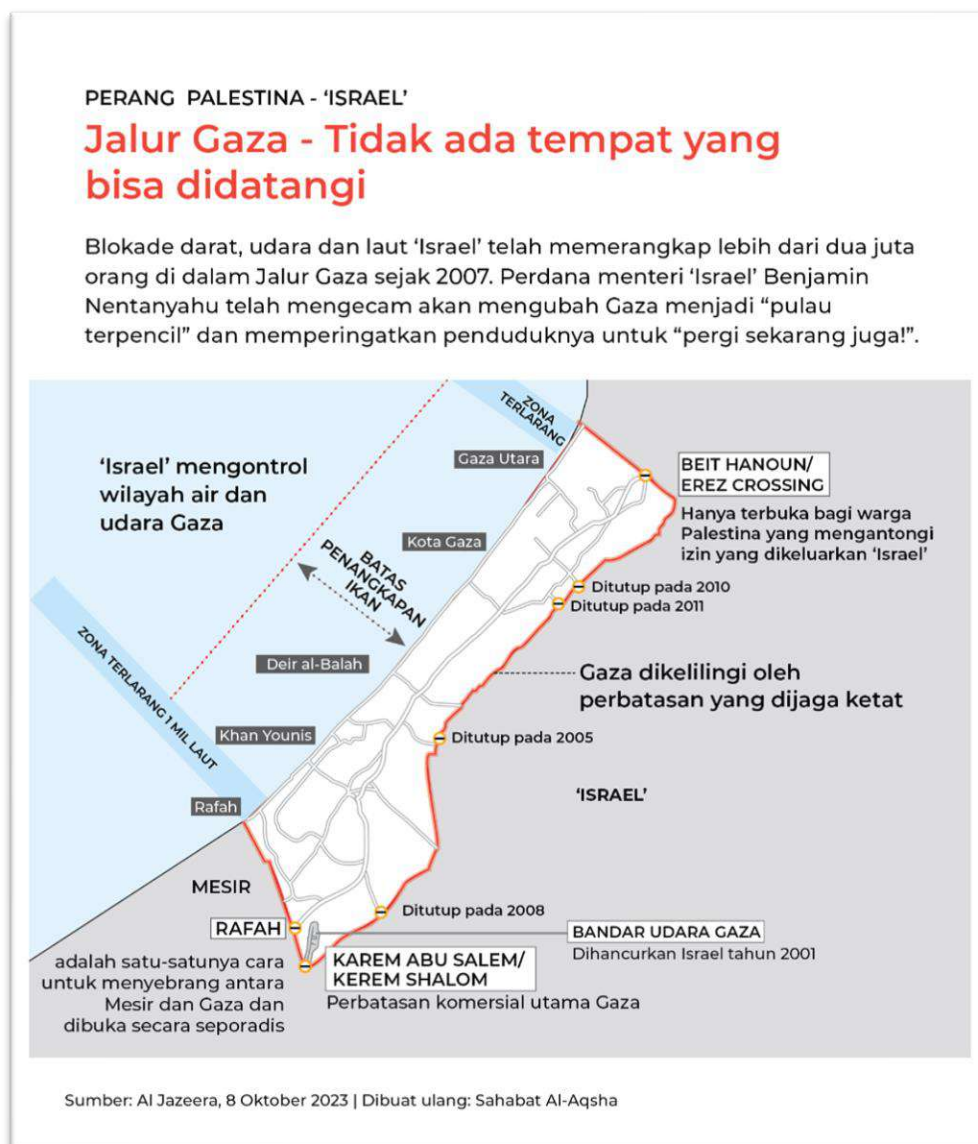 PERANG PALESTINA - ‘ISRAEL’
Jalur Gaza - Tidak ada tempat yang
bisa didatangi
Blokade darat, udara dan laut ‘Israel’ telah memerangkap lebih dari dua juta
orang di dalam Jalur Gaza sejak 2007. Perdana menteri ‘Israel’ Benjamin
Nentanyahu telah mengecam akan mengubah Gaza menjadi “pulau
terpencil” dan memperingatkan penduduknya untuk “pergi sekarang juga!”.
ZONA
TERLARANG
‘Israel’ mengontrol
wilayah air dan
udara Gaza
Gaza Utara
BEIT HANOUN/
EREZ CROSSING
Hanya terbuka bagi warga
Palestina yang mengantongi
izin yang dikeluarkan ‘Israel’
Kota Gaza
BATAS
PENANGKAPAN
IKAN
Ditutup pada 2010
Ditutup pada 2011
ZONA TERLARANG 1 MIL LAUT
Deir al-Balah
Gaza dikelilingi oleh
perbatasan yang dijaga ketat
Khan Younis
Ditutup pada 2005
‘ISRAEL’
Rafah
MESIR
RAFAH
adalah satu-satunya cara
untuk menyebrang antara
Mesir dan Gaza dan
dibuka secara seporadis
Ditutup pada 2008
BANDAR UDARA GAZA
Dihancurkan Israel tahun 2001
KAREM ABU SALEM/
KEREM SHALOM
Perbatasan komersial utama Gaza
Sumber: Al Jazeera, 8 Oktober 2023 | Dibuat ulang: Sahabat Al-Aqsha